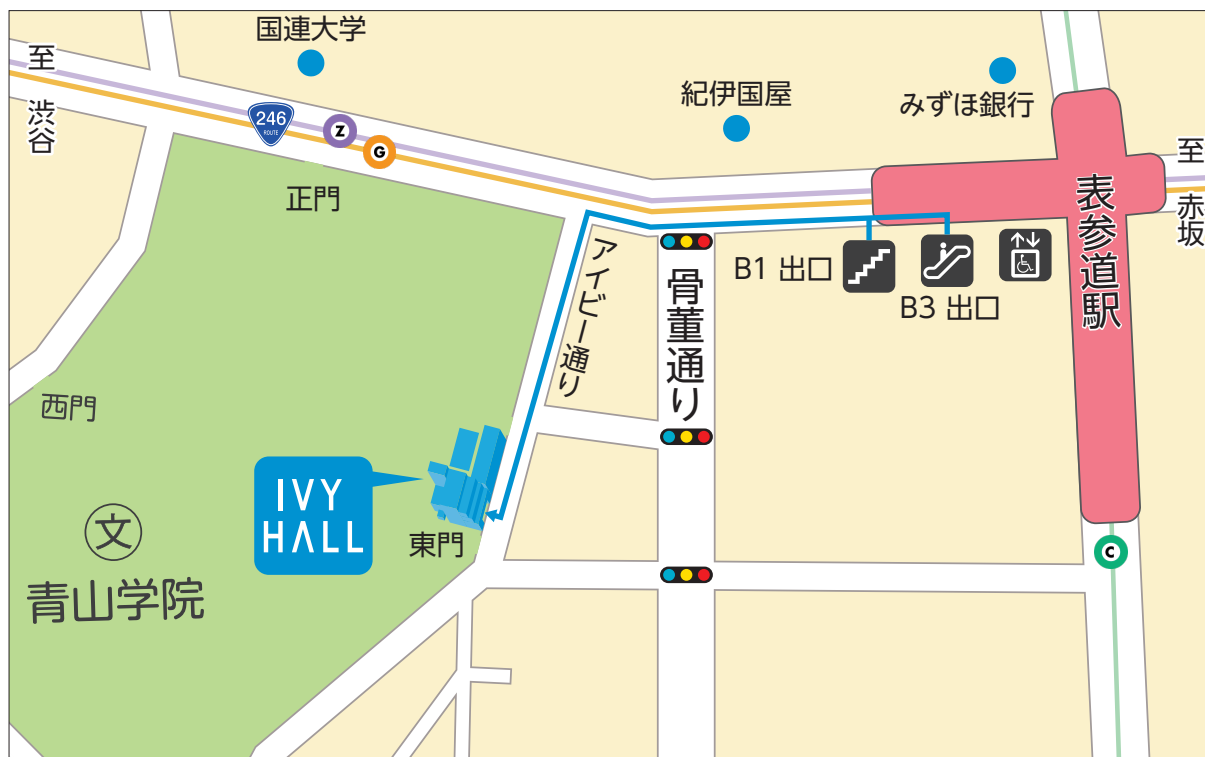 国連大学
至
渋谷
246
ROUTE
Z
G
正門
紀伊国屋
みずほ銀行
至
赤坂
表参道駅
B1 出口
B3 出口
アイビー通り
骨董通り
西門
IVY
HALL
東門
文
青山学院
C